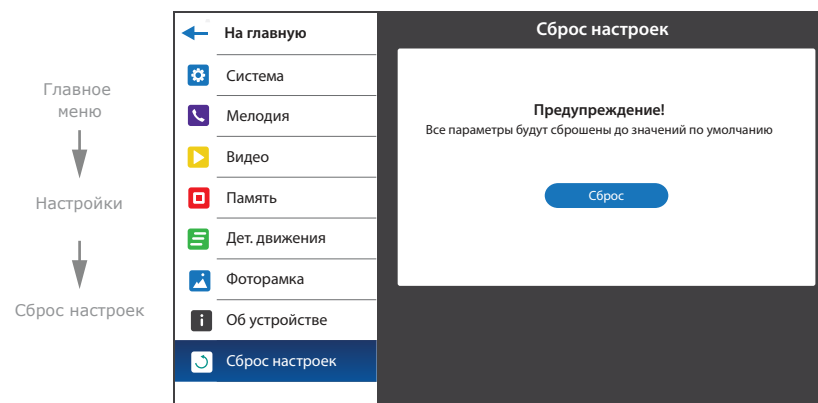 Главное
меню
Настройки
Сброс настроек
На главную
Система
Мелодия
Видео
Память
Дет. движения
Фоторамка
Об устройстве
Сброс настроек
Сброс настроек
Предупреждение!
Все параметры будут сброшены до значений по умолчанию
Сброс